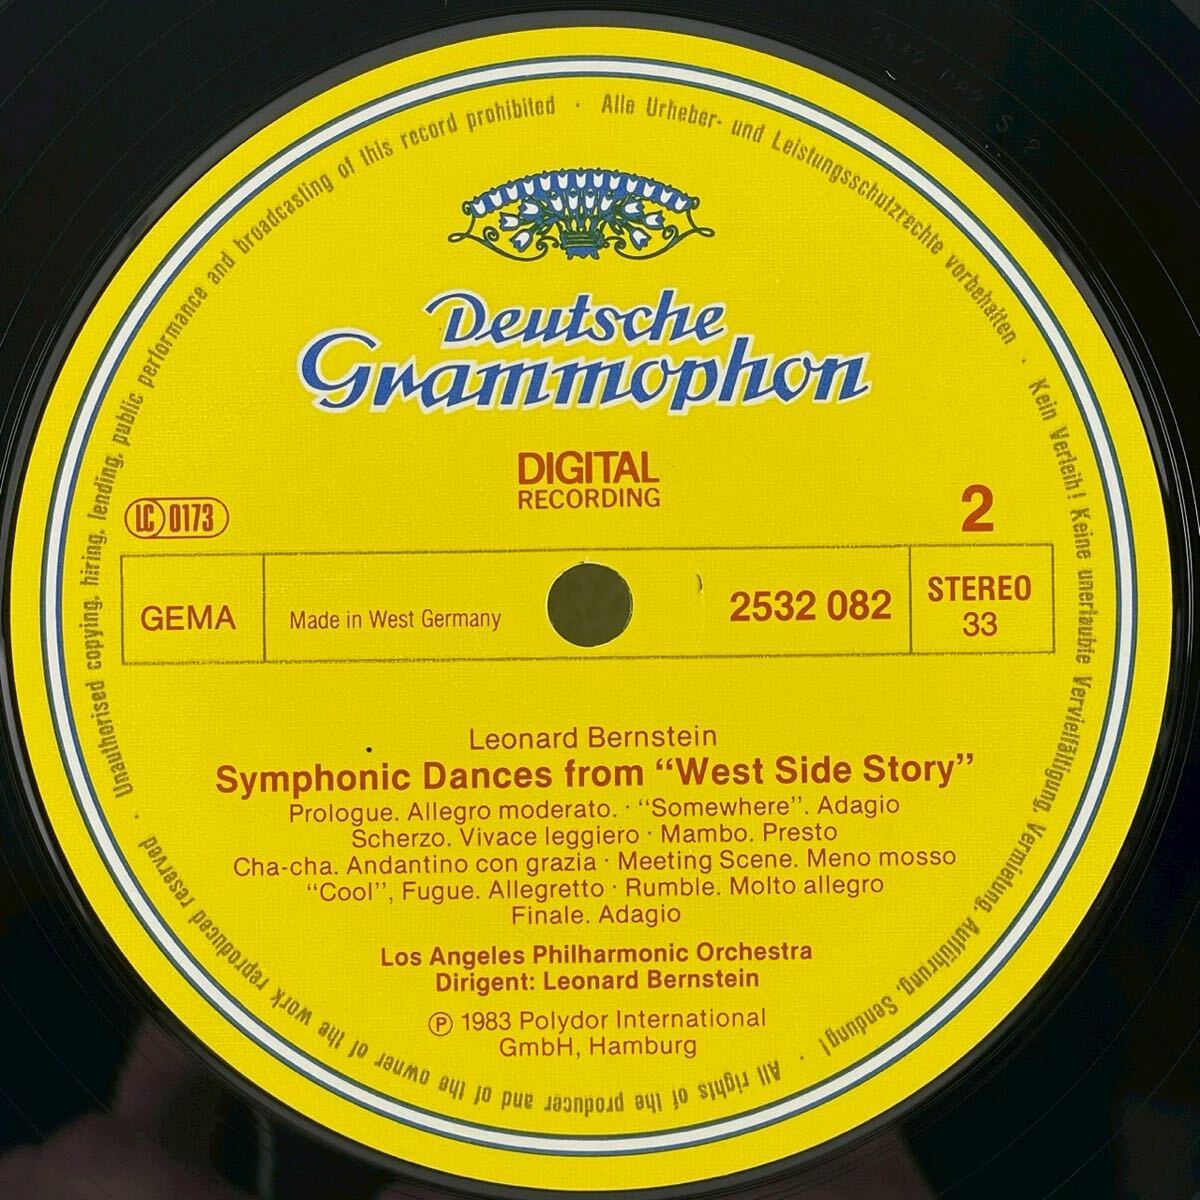 Unauthorised copying, hiring, lending, public performance and broadcasting of this record prohibited · Alle Urheber- und Leistungsschutzrechte vorbehalten · Kein Verleih! Keine unerlaubte Vervielfältigung, Vermietung, Aufführung, Sendung! · All rights of the producer and of the owner of the work reproduced reserved ·
Deutsche
Grammophon
DIGITAL
RECORDING
LC 0173
2
GEMA
Made in West Germany
2532 082
STEREO
33
Leonard Bernstein
Symphonic Dances from “West Side Story”
Prologue. Allegro moderato. · “Somewhere”. Adagio
Scherzo. Vivace leggiero · Mambo. Presto
Cha-cha. Andantino con grazia · Meeting Scene. Meno mosso
“Cool”, Fugue. Allegretto · Rumble. Molto allegro
Finale. Adagio
Los Angeles Philharmonic Orchestra
Dirigent: Leonard Bernstein
℗ 1983 Polydor International
GmbH, Hamburg